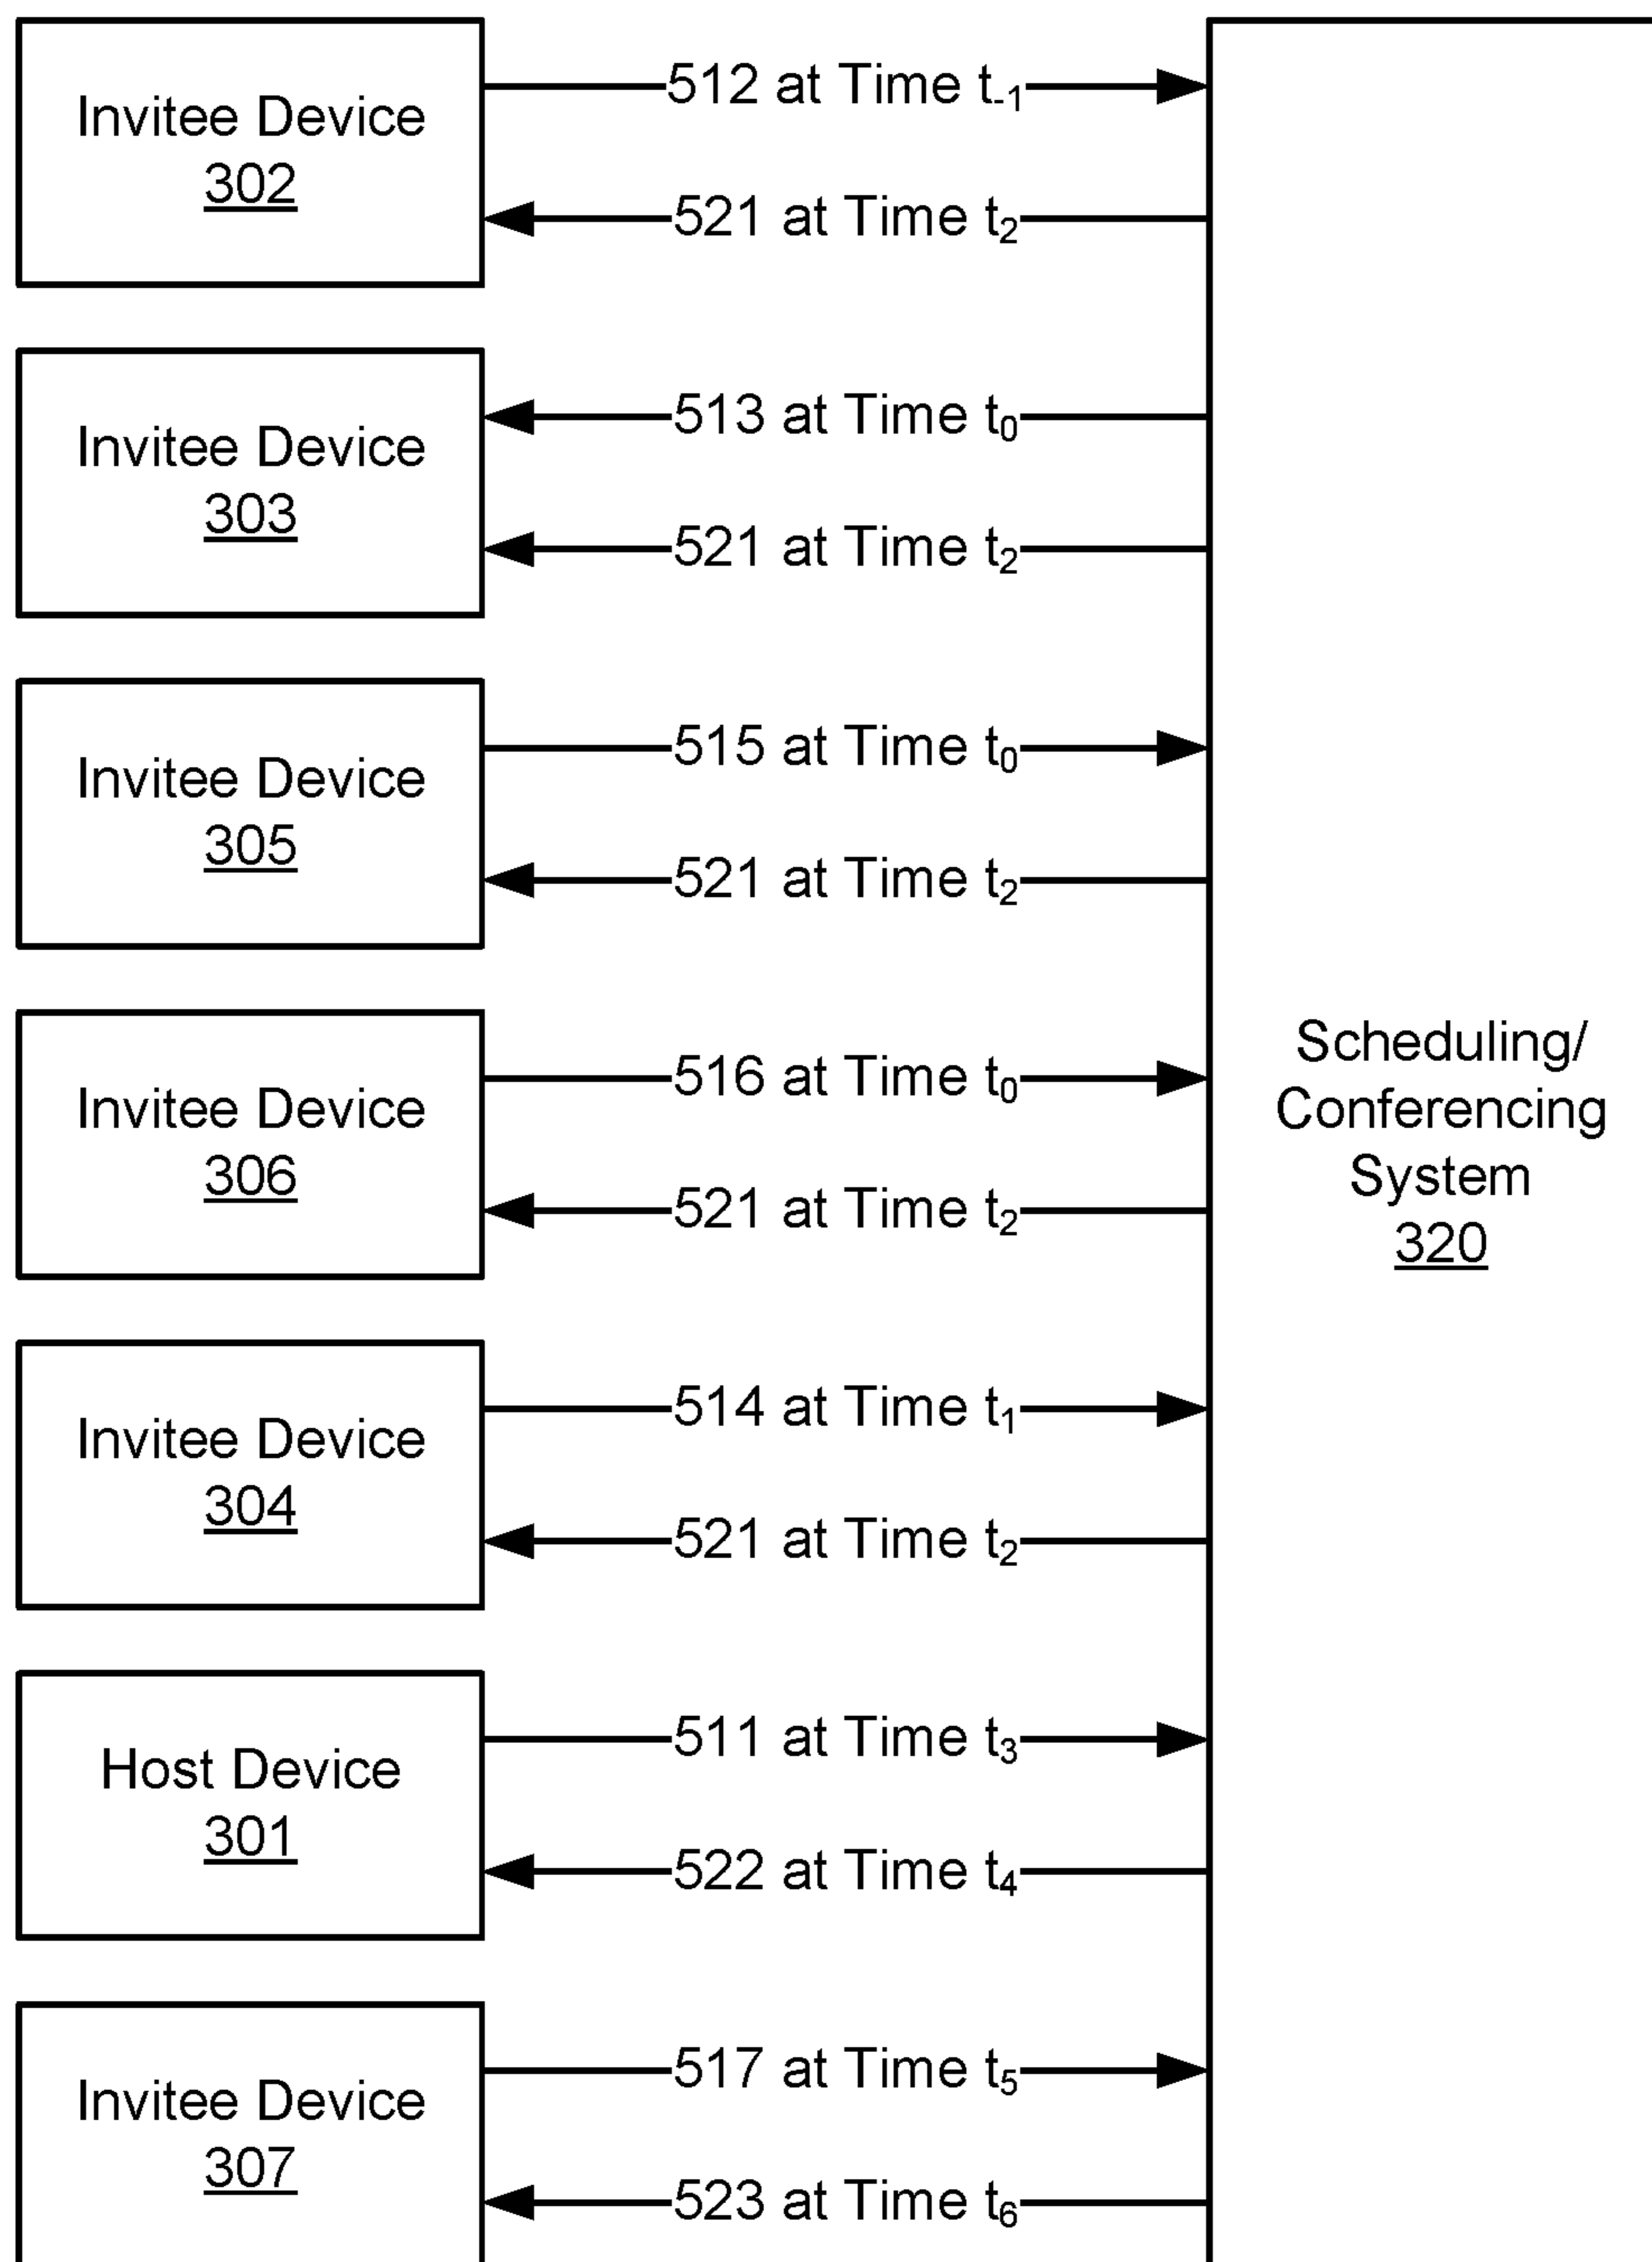 Invitee Device
302
512 at Time t-1
521 at Time t2
Invitee Device
303
513 at Time t0
521 at Time t2
Invitee Device
305
515 at Time t0
521 at Time t2
Invitee Device
306
516 at Time t0
521 at Time t2
Invitee Device
304
514 at Time t1
521 at Time t2
Host Device
301
511 at Time t3
522 at Time t4
Invitee Device
307
517 at Time t5
523 at Time t6
Scheduling/
Conferencing
System
320